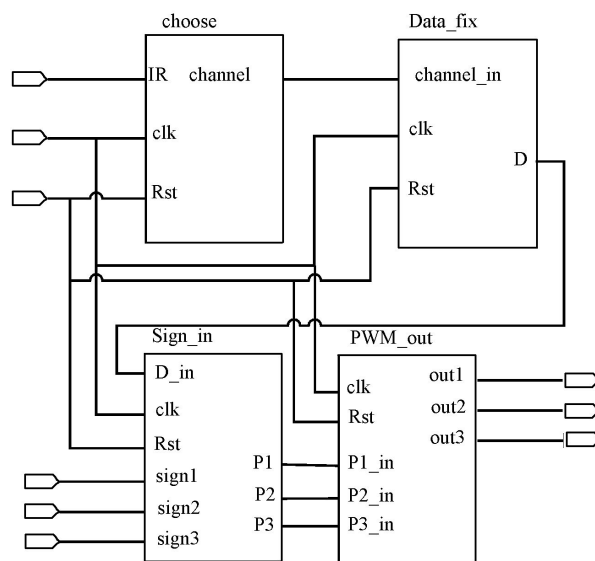 choose
Data_fix
IR
channel
channel_in
clk
clk
D
Rst
Rst
Sign_in
PWM_out
D_in
clk
out1
clk
Rst
out2
Rst
out3
P1
P1_in
sign1
P2
P2_in
sign2
P3
P3_in
sign3